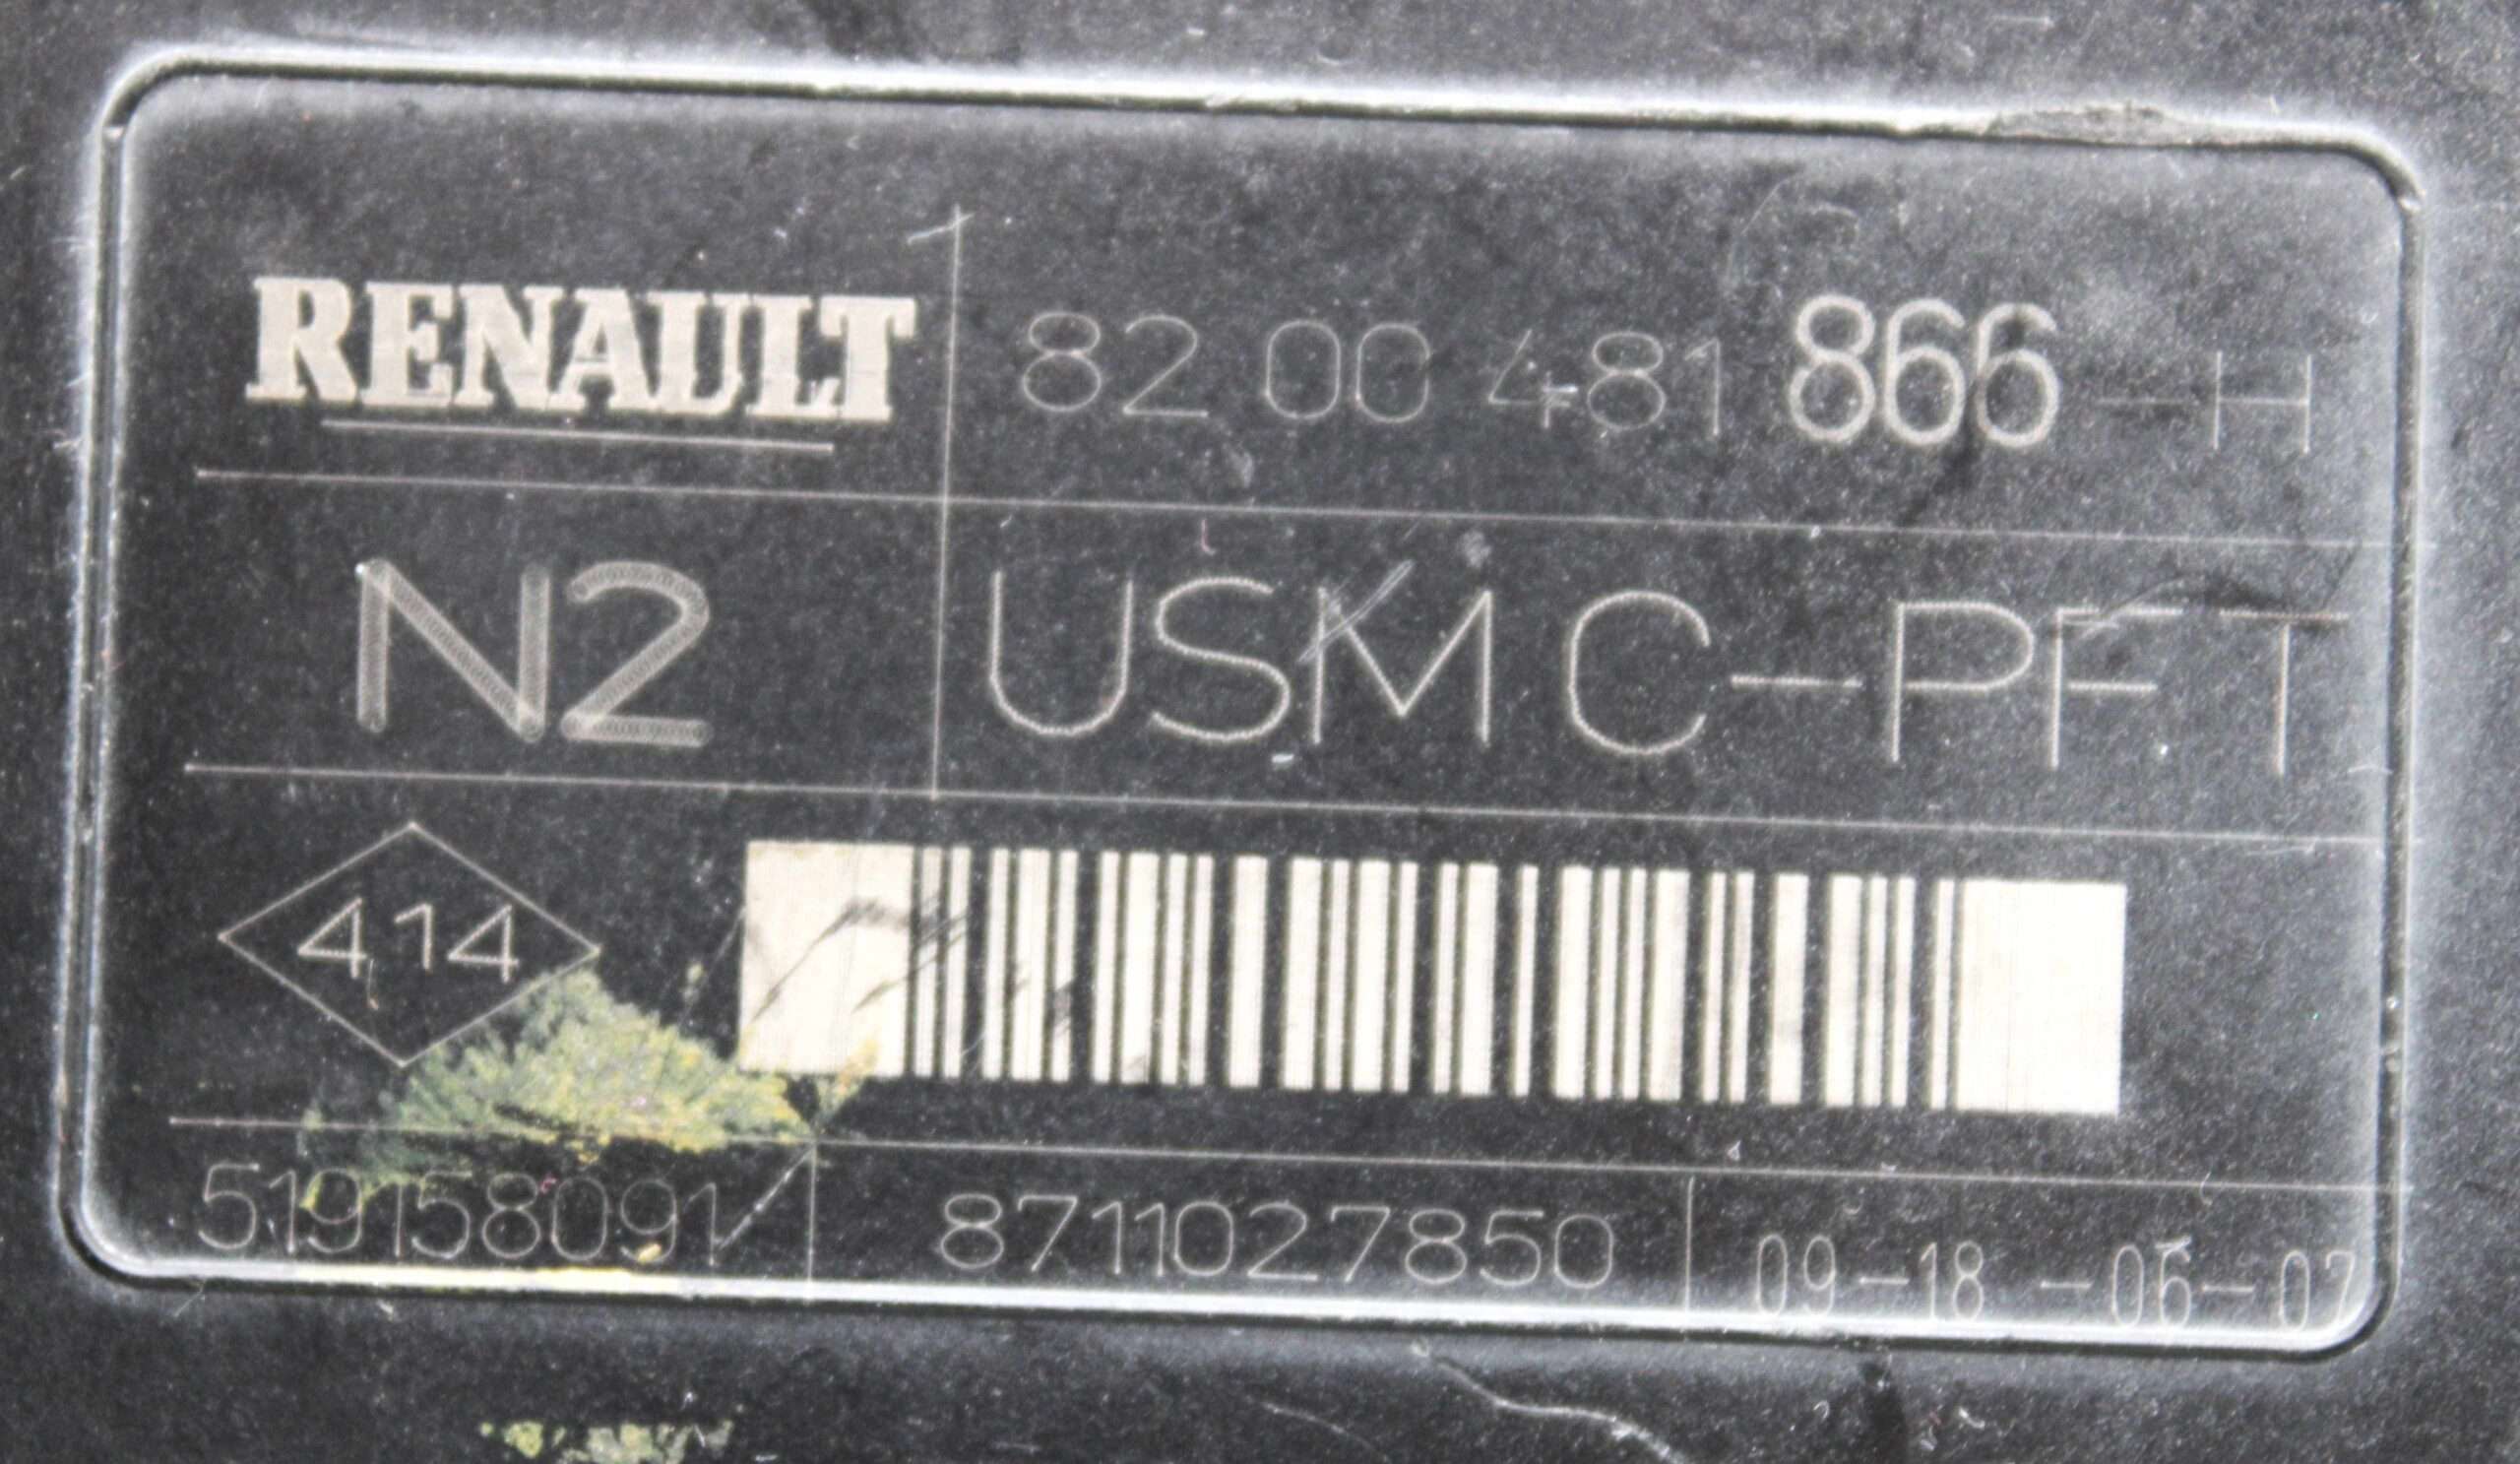 RENAULT 82 00 481 866 -H
N2 USM C-PFT
414
519158091 8711027850 09-18 -06-07